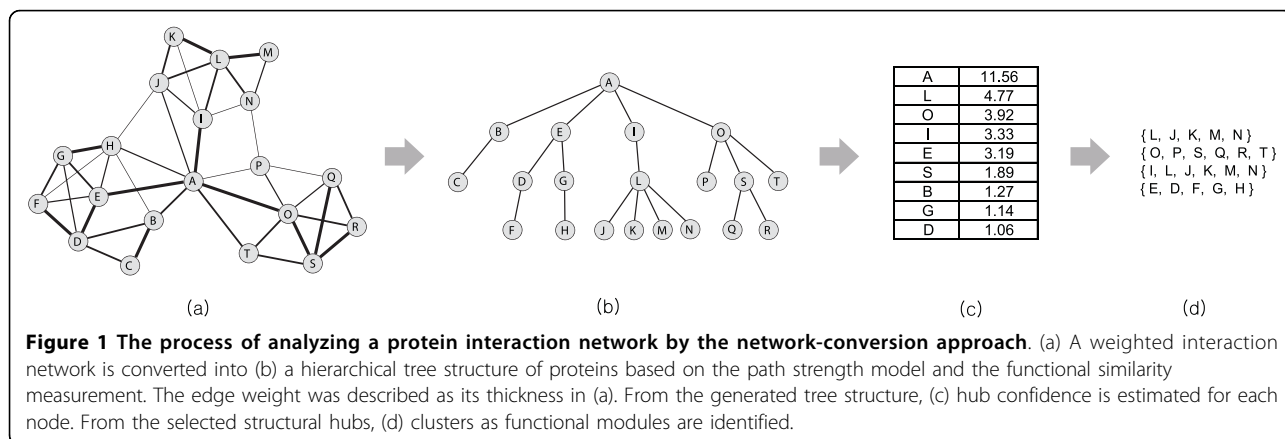 K
L
M
J
N
I
H
G
P
A
Q
E
F
O
B
R
D
T
C
S
(a)
A
B
E
I
O
C
D
G
L
P
S
T
F
H
J
K
M
N
Q
R
(b)
A 11.56
L 4.77
O 3.92
I 3.33
E 3.19
S 1.89
B 1.27
G 1.14
D 1.06
(c)
{ L, J, K, M, N }
{ O, P, S, Q, R, T }
{ I, L, J, K, M, N }
{ E, D, F, G, H }
(d)
Figure 1 The process of analyzing a protein interaction network by the network-conversion approach. (a) A weighted interaction
network is converted into (b) a hierarchical tree structure of proteins based on the path strength model and the functional similarity
measurement. The edge weight was described as its thickness in (a). From the generated tree structure, (c) hub confidence is estimated for each
node. From the selected structural hubs, (d) clusters as functional modules are identified.